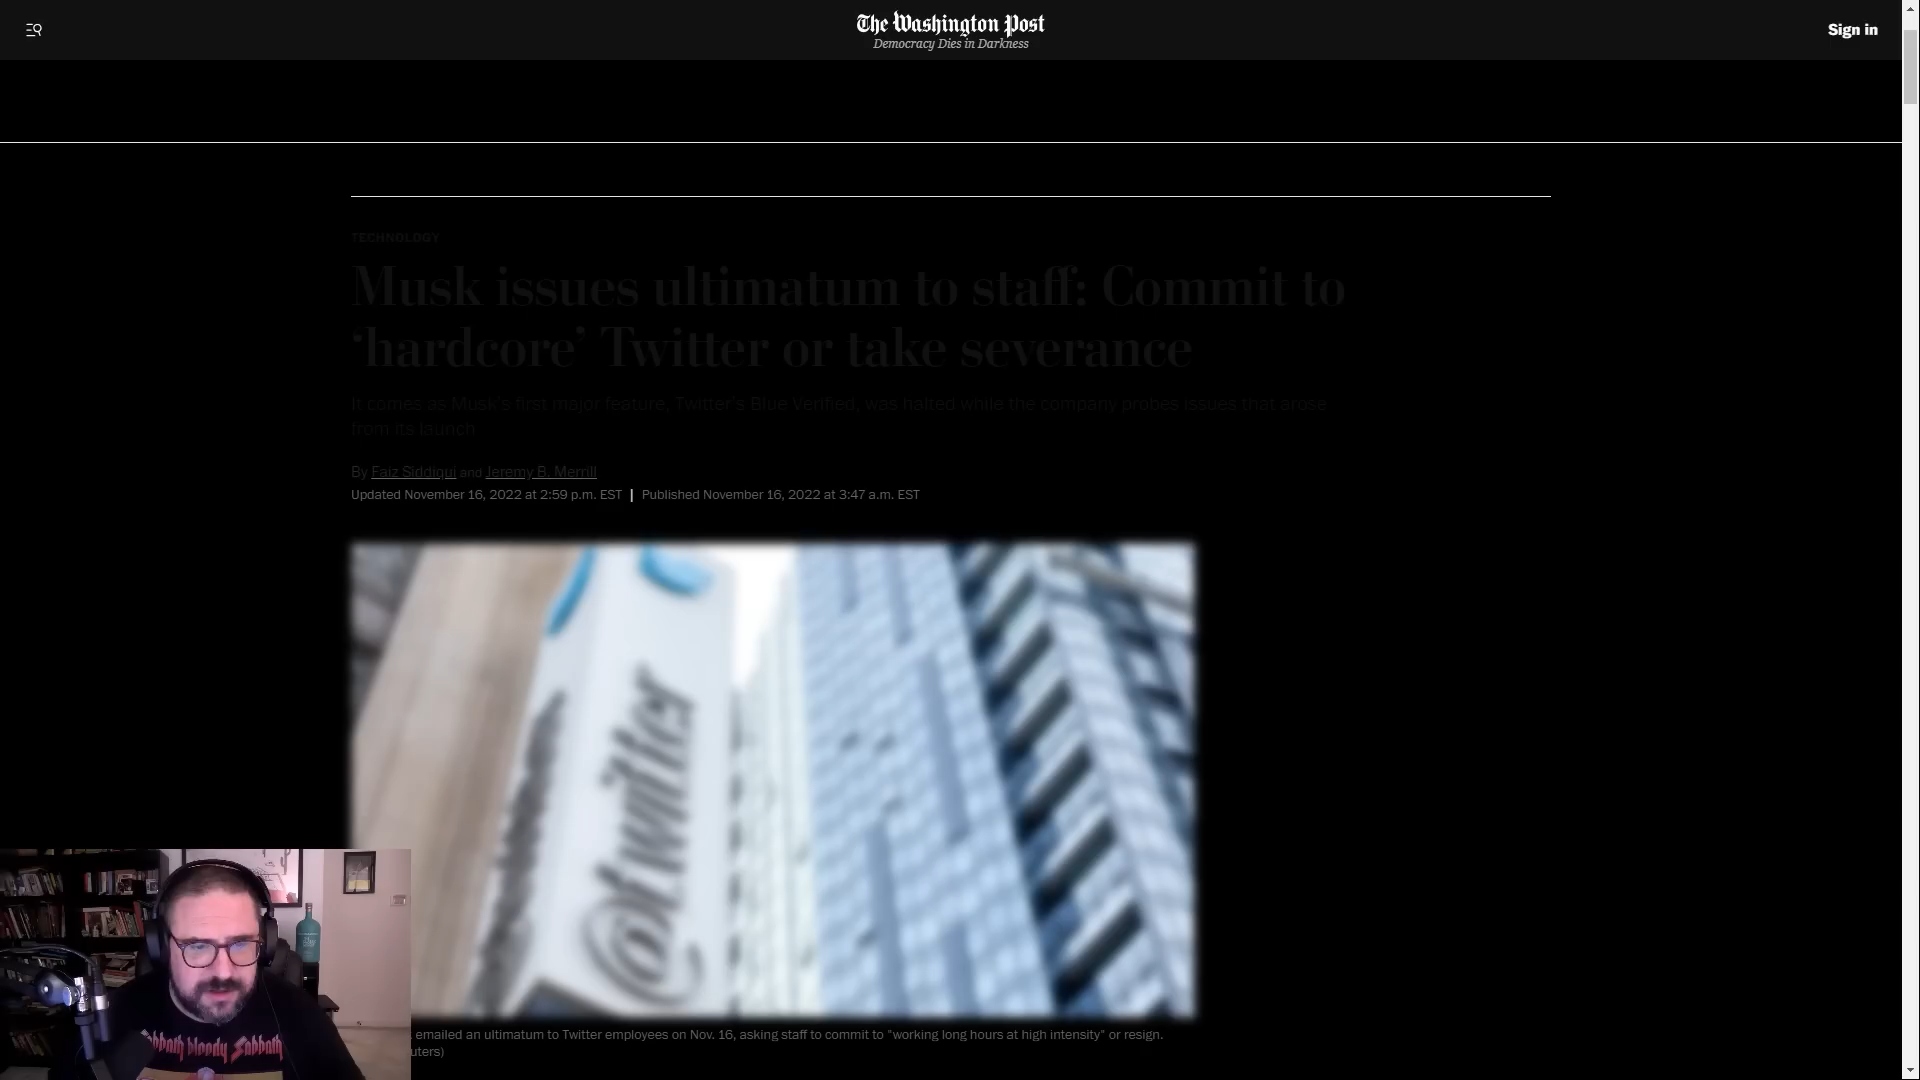 The Washington Post
Democracy Dies in Darkness
Sign in
TECHNOLOGY
Musk issues ultimatum to staff: Commit to
‘hardcore’ Twitter or take severance
It comes as Musk's first major feature, Twitter's Blue Verified, was halted while the company probes issues that arose
from its launch
By Faiz Siddiqui and Jeremy B. Merrill
Updated November 16, 2022 at 2:59 p.m. EST | Published November 16, 2022 at 3:47 a.m. EST
@twitter
emailed an ultimatum to Twitter employees on Nov. 16, asking staff to commit to "working long hours at high intensity" or resign.
uters)
Sabbath bloody Sabbath